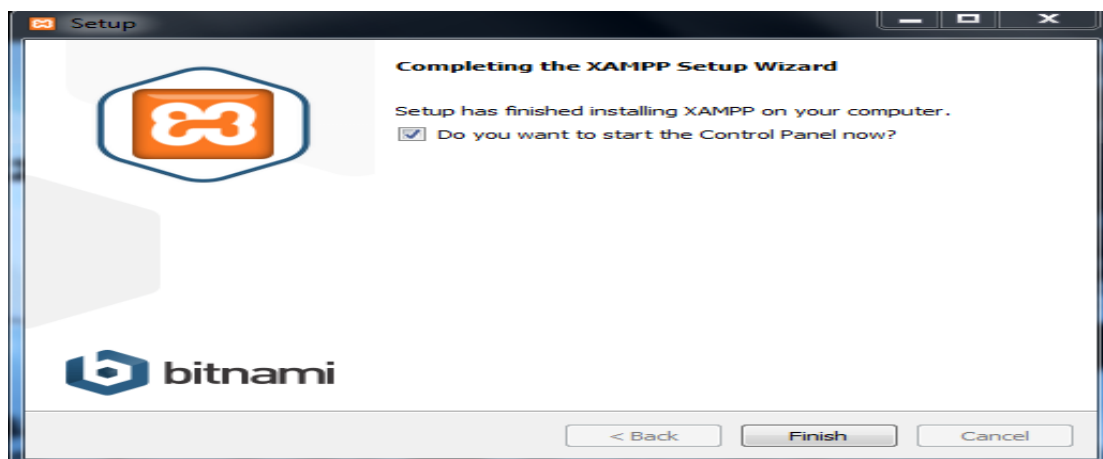 Setup
Completing the XAMPP Setup Wizard
Setup has finished installing XAMPP on your computer.
Do you want to start the Control Panel now?
bitnami
< Back
Finish
Cancel